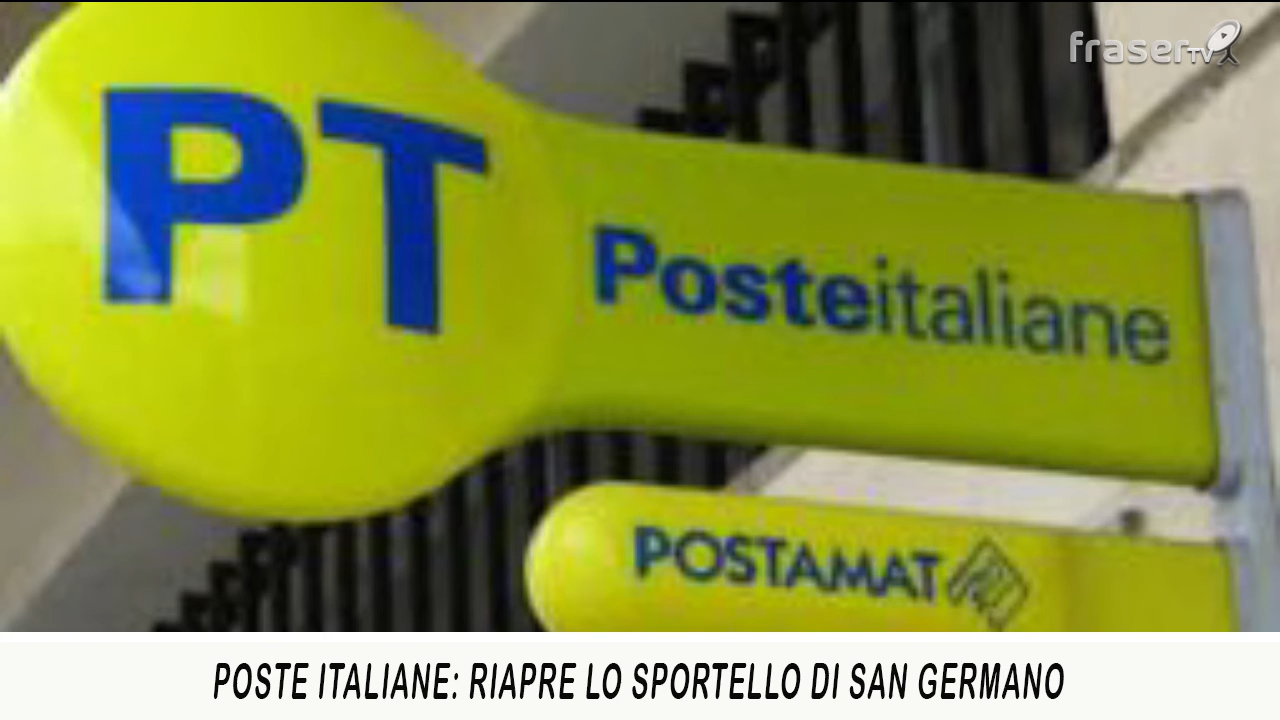 fraserTV
PT
Posteitaliane
POSTAMAT
POSTE ITALIANE: RIAPRE LO SPORTELLO DI SAN GERMANO